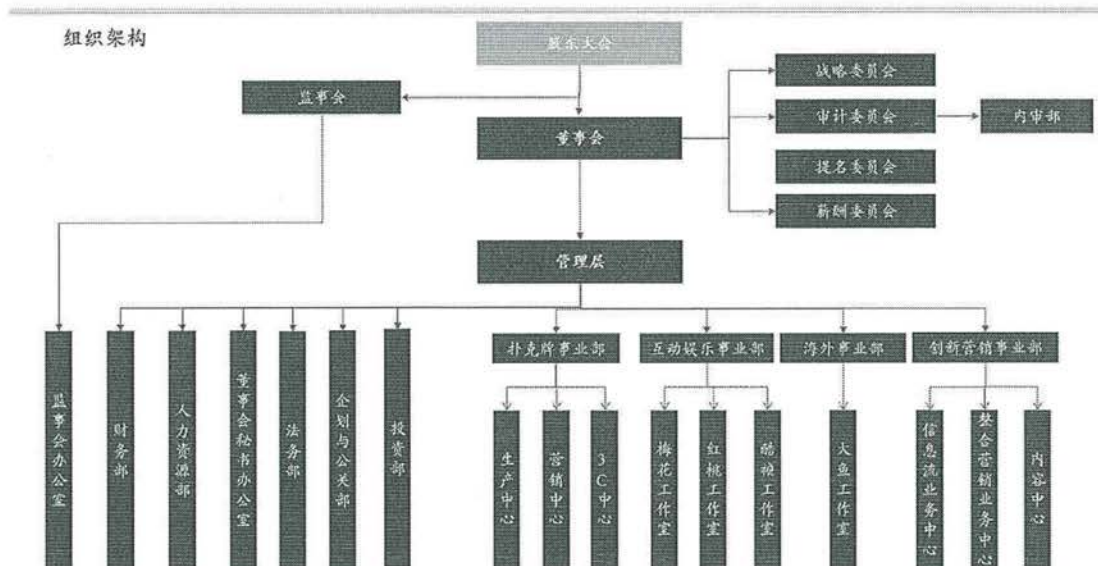 组织架构
股东大会
监事会
董事会
战略委员会
审计委员会
内审部
提名委员会
薪酬委员会
管理层
扑克牌事业部
互动娱乐事业部
海外事业部
创新营销事业部
监事会办公室
财务部
人力资源部
董事会秘书办公室
法务部
企划与公关部
投资部
生产中心
营销中心
3C中心
梅花工作室
红桃工作室
工作室
大鱼工作室
信息流业务中心
整合营销业务中心
内容中心